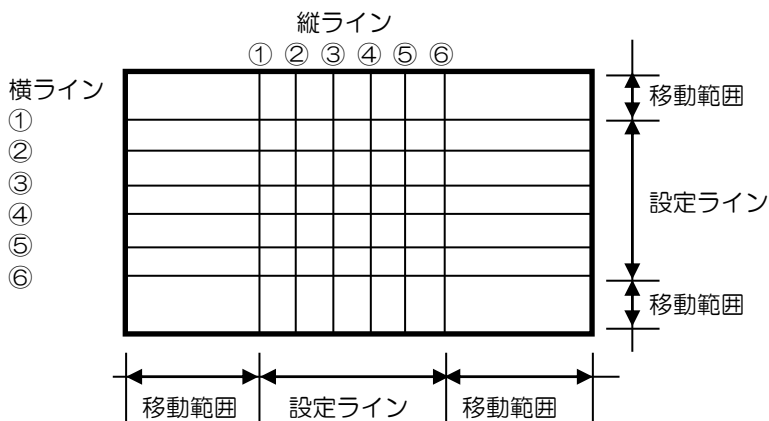 縦ライン
① ② ③ ④ ⑤ ⑥
横ライン
①
②
③
④
⑤
⑥
移動範囲
設定ライン
移動範囲
移動範囲 設定ライン 移動範囲